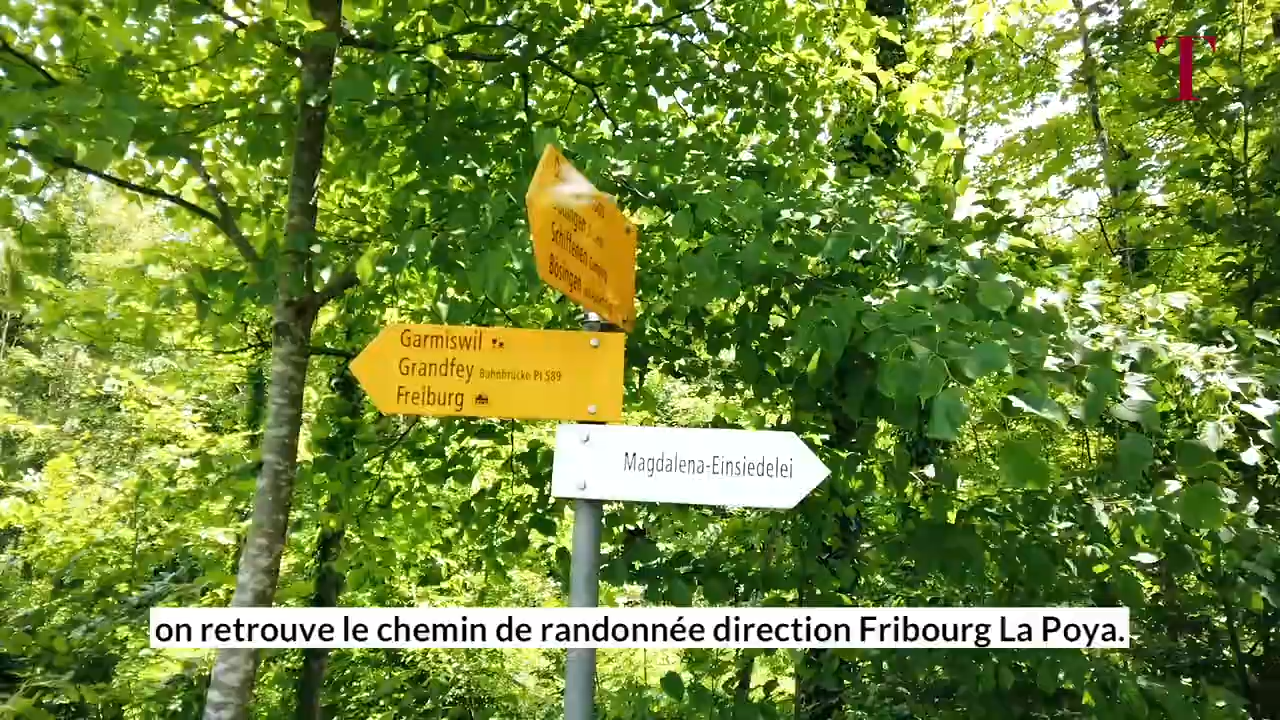 T
Schiffenen
Bösingen
Garmiswil
Grandfey Bahnbrücke Pt 589
Freiburg
Magdalena-Einsiedelei
on retrouve le chemin de randonnée direction Fribourg La Poya.